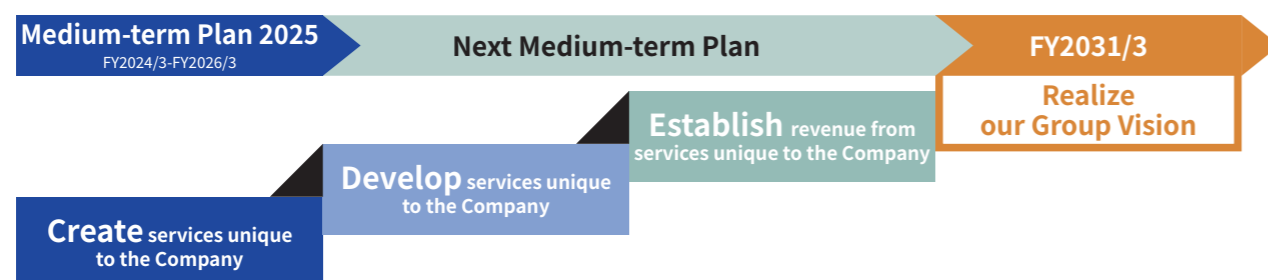 Medium-term Plan 2025
FY2024/3-FY2026/3
Next Medium-term Plan
FY2031/3
Realize
our Group Vision
Establish revenue from
services unique to the Company
Develop services unique
to the Company
Create services unique
to the Company